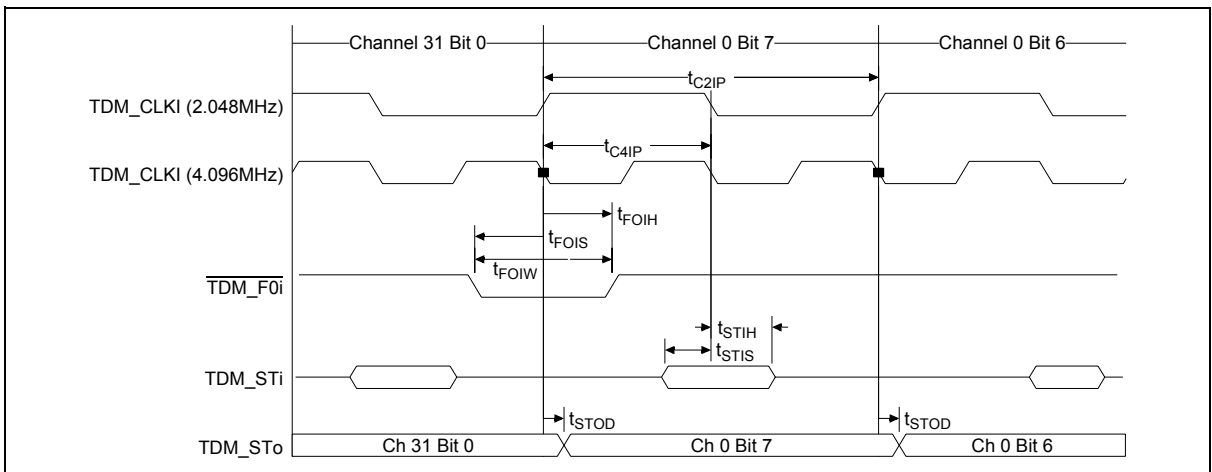 Channel 31 Bit 0 Channel 0 Bit 7 Channel 0 Bit 6
tC2IP
TDM_CLKI (2.048MHz)
tC4IP
TDM_CLKI (4.096MHz)
tFOIH
tFOIS
tFOIW
TDM_F0i
tSTIH
tSTIS
TDM_STi
tSTOD tSTOD
TDM_STo Ch 31 Bit 0 Ch 0 Bit 7 Ch 0 Bit 6